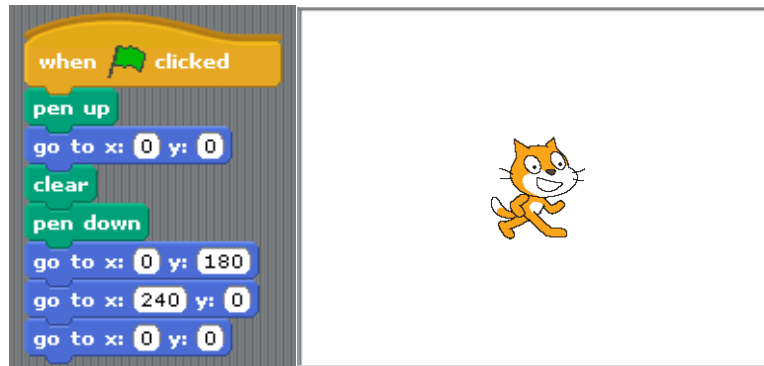 when clicked
pen up
go to x: 0 y: 0
clear
pen down
go to x: 0 y: 180
go to x: 240 y: 0
go to x: 0 y: 0